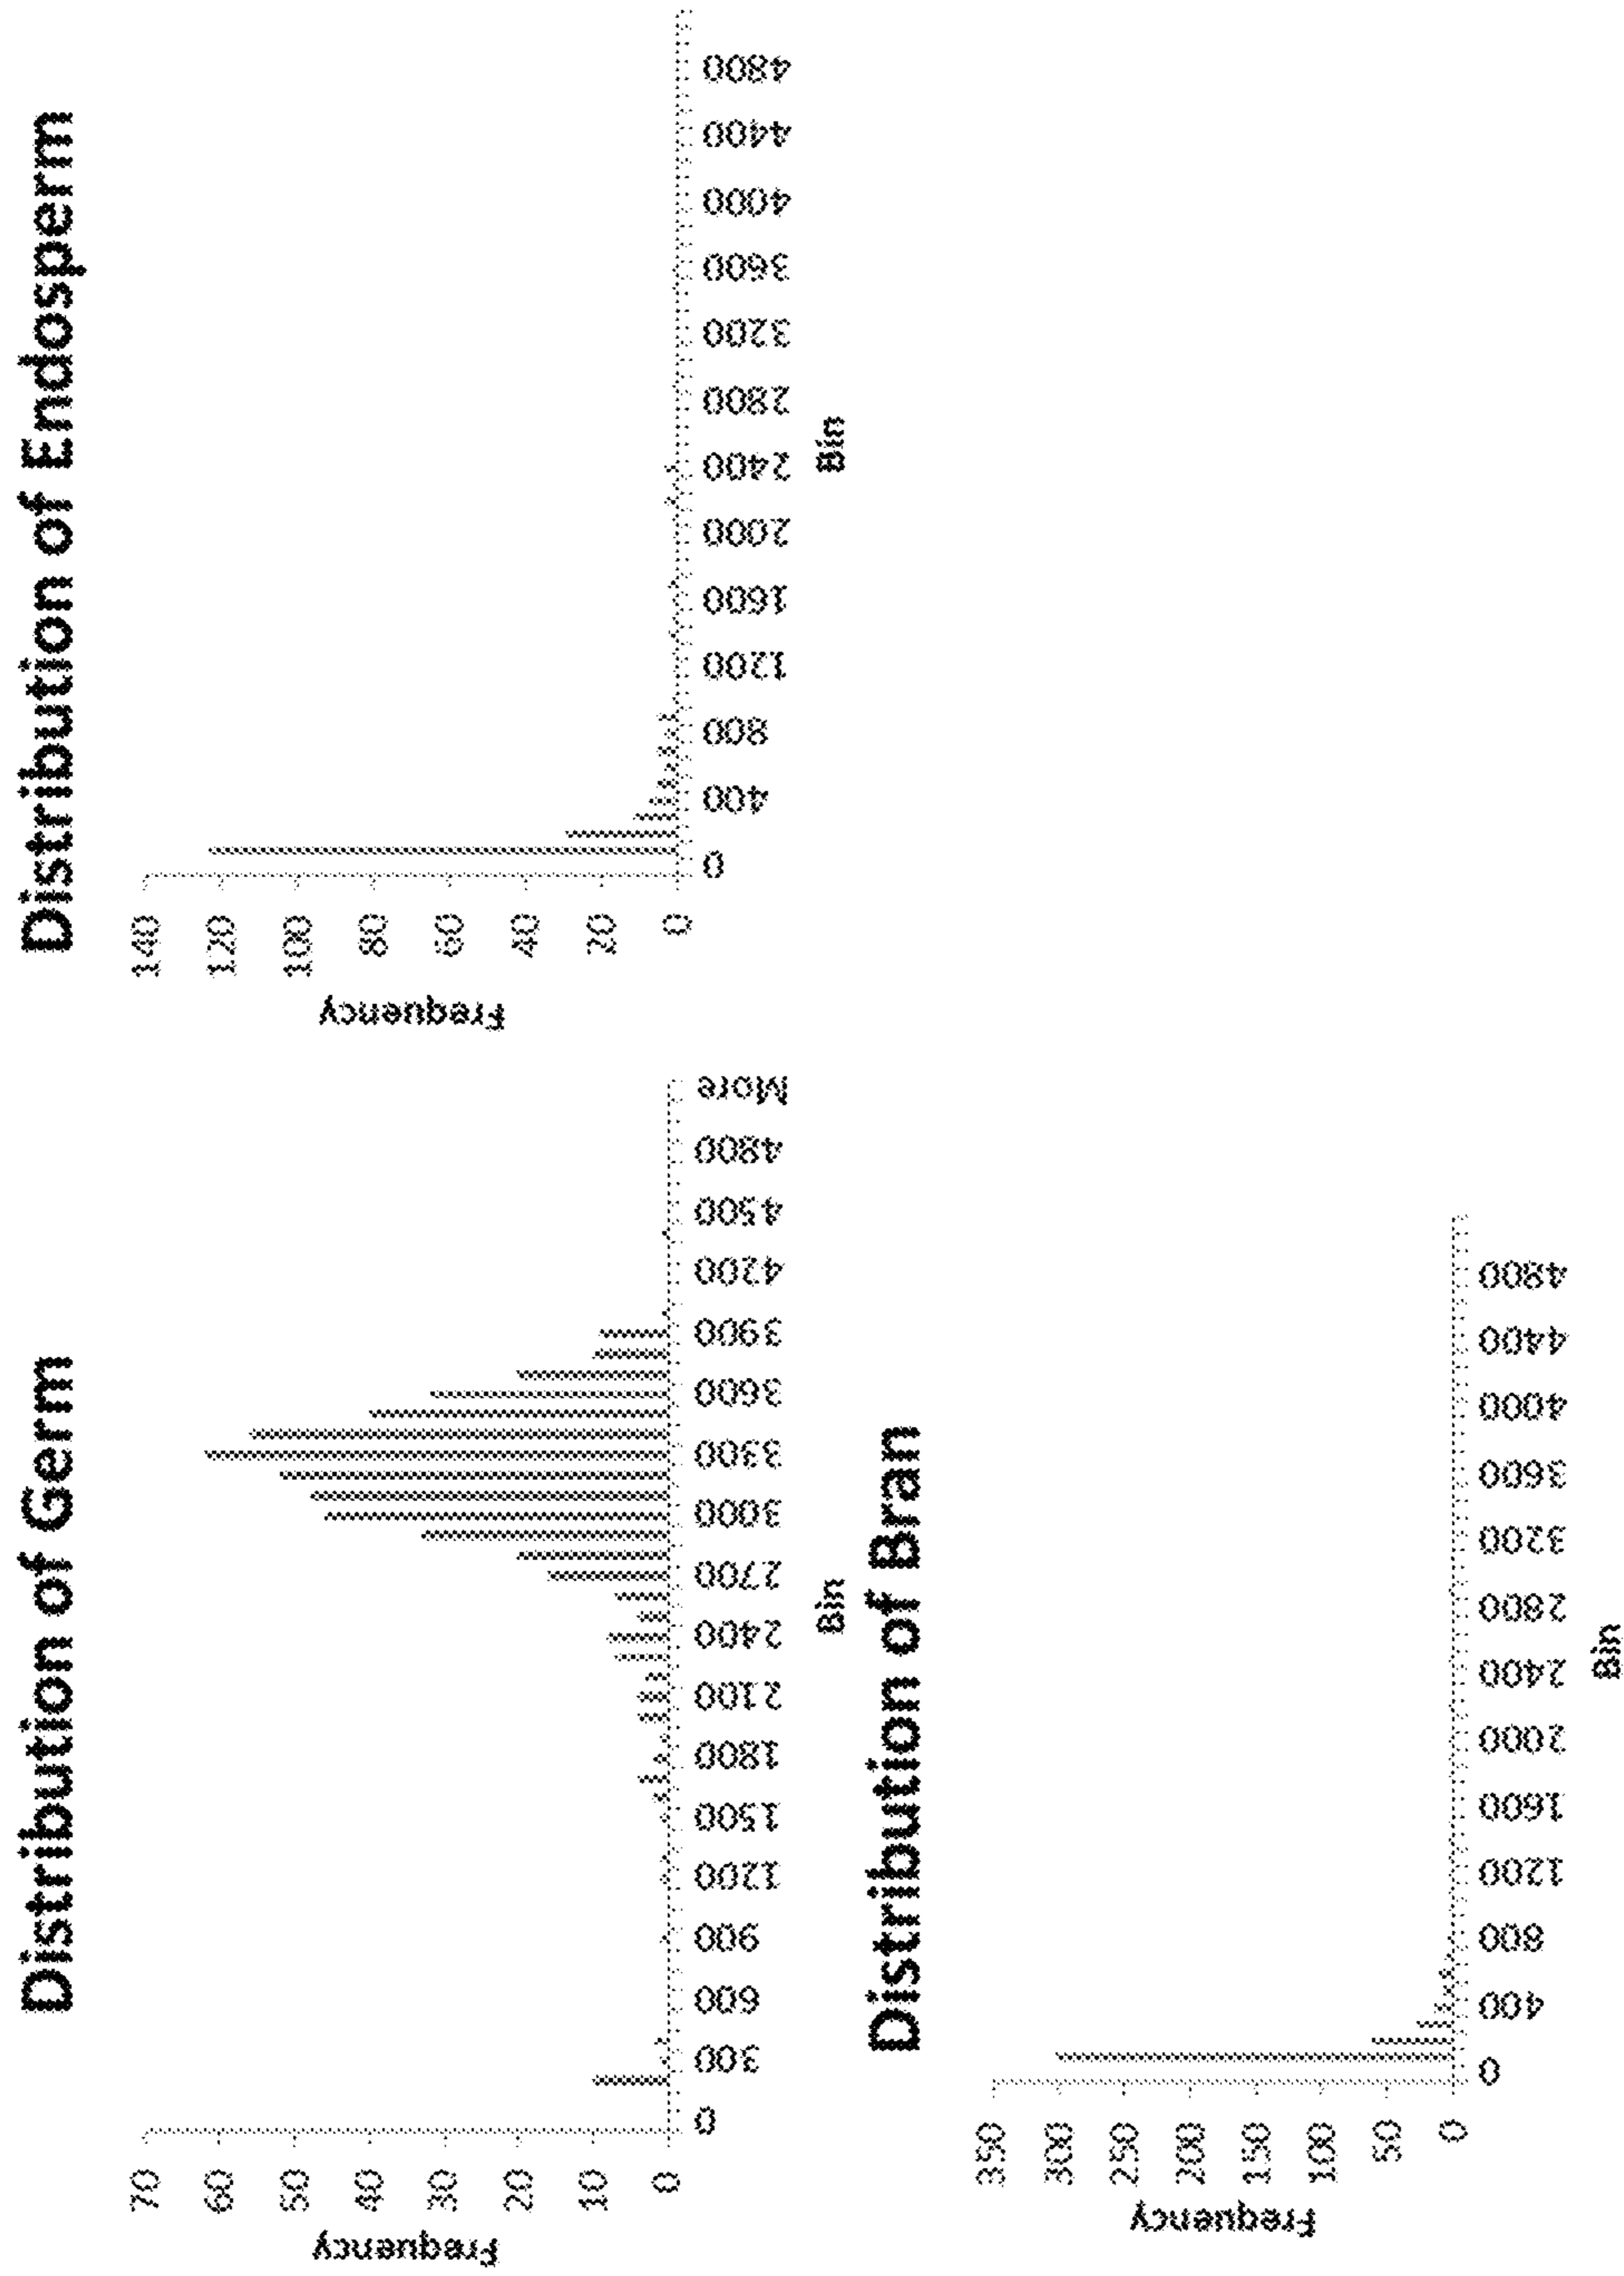 Distribution of Germ
Frequency
70
60
50
40
30
20
10
0
0 300 600 900 1200 1500 1800 2100 2400 2700 3000 3300 3600 3900 4200 4500 4800 More
Bin
Distribution of Endosperm
Frequency
140
120
100
80
60
40
20
0
0 400 800 1200 1600 2000 2400 2800 3200 3600 4000 4400 4800
Bin
Distribution of Bran
Frequency
350
300
250
200
150
100
50
0
0 400 800 1200 1600 2000 2400 2800 3200 3600 4000 4400 4800
Bin